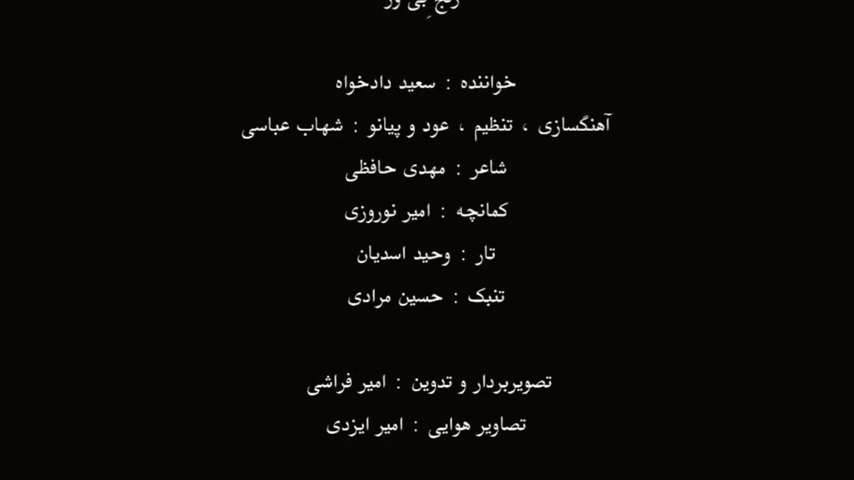 خواننده : سعید دادخواه
آهنگسازی ، تنظیم ، عود و پیانو : شهاب عباسی
شاعر : مهدی حافظی
کمانچه : امیر نوروزی
تار : وحید اسدیان
تنبک : حسین مرادی
تصویربردار و تدوین : امیر فراشی
تصاویر هوایی : امیر ایزدی